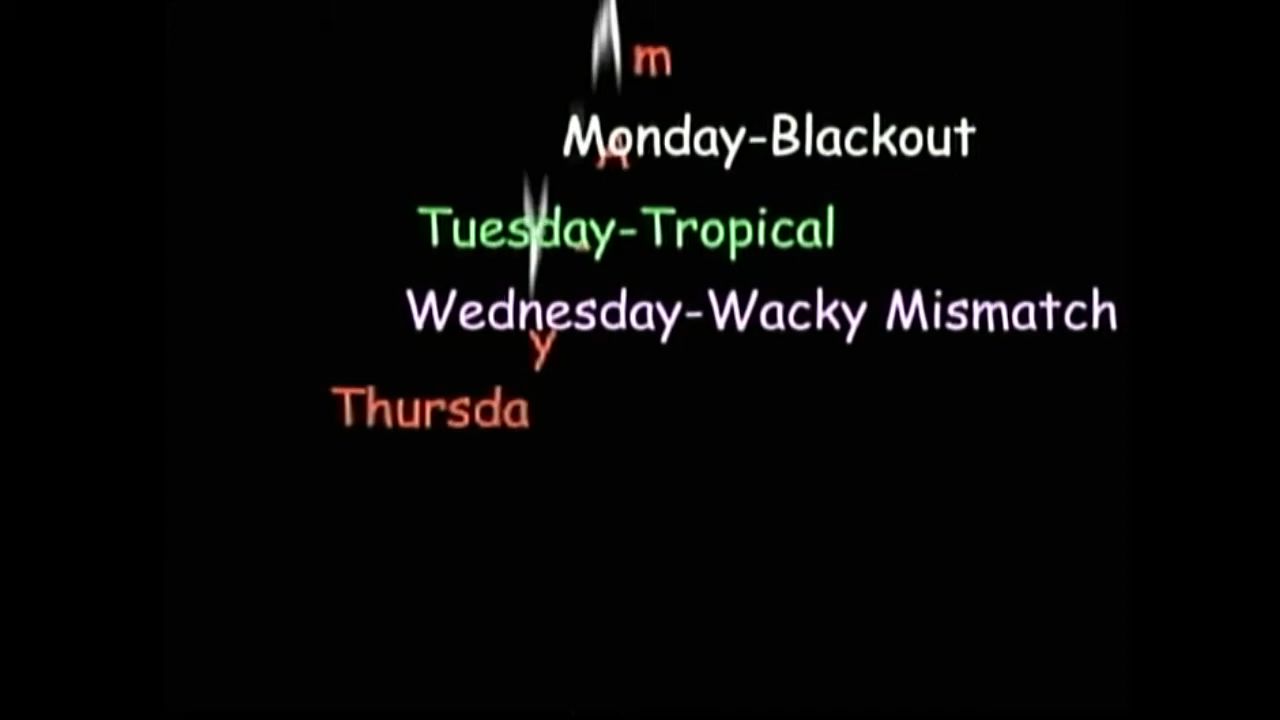 m
Monday-Blackout
A
Tuesday-Tropical
Wednesday-Wacky Mismatch
y
Thursda